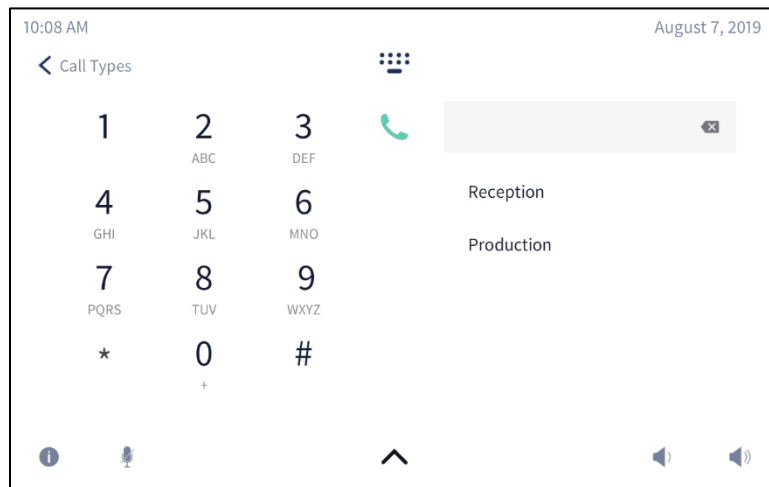 10:08 AM August 7, 2019
Call Types
1 2 3
ABC DEF
Reception
4 5 6
GHI JKL MNO
Production
7 8 9
PQRS TUV WXYZ
* 0 #
+